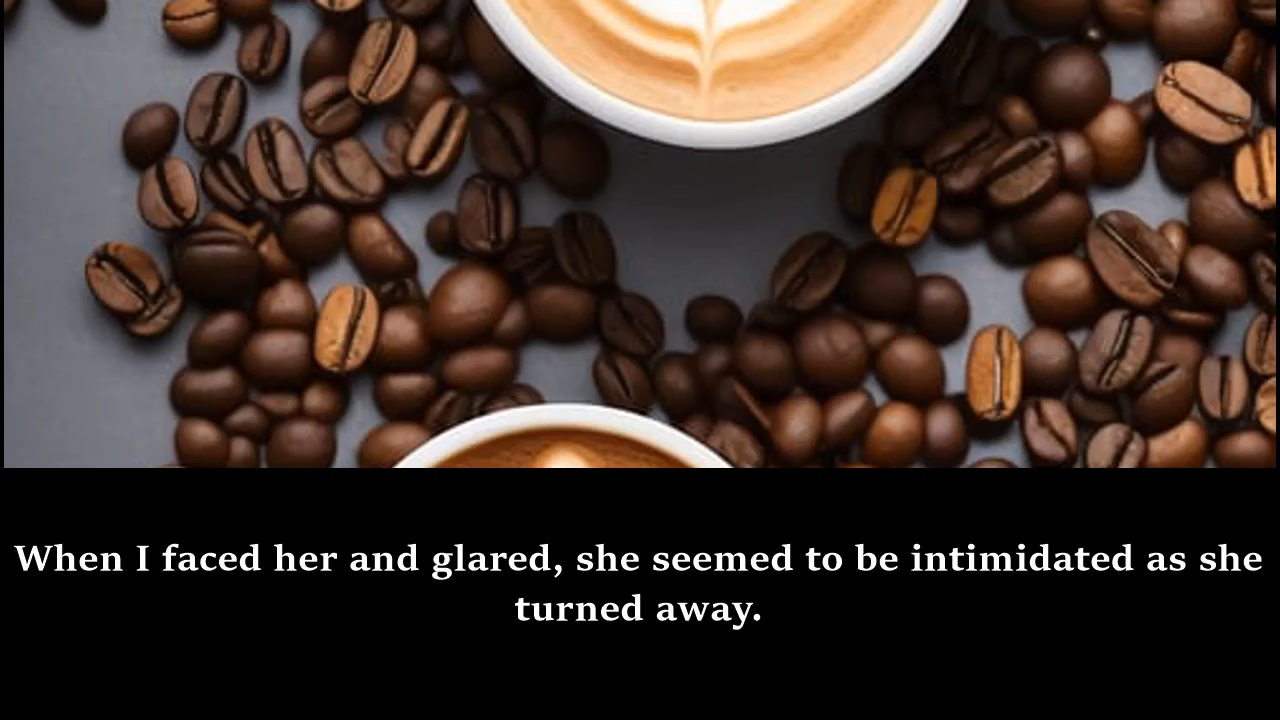 When I faced her and glared, she seemed to be intimidated as she
turned away.